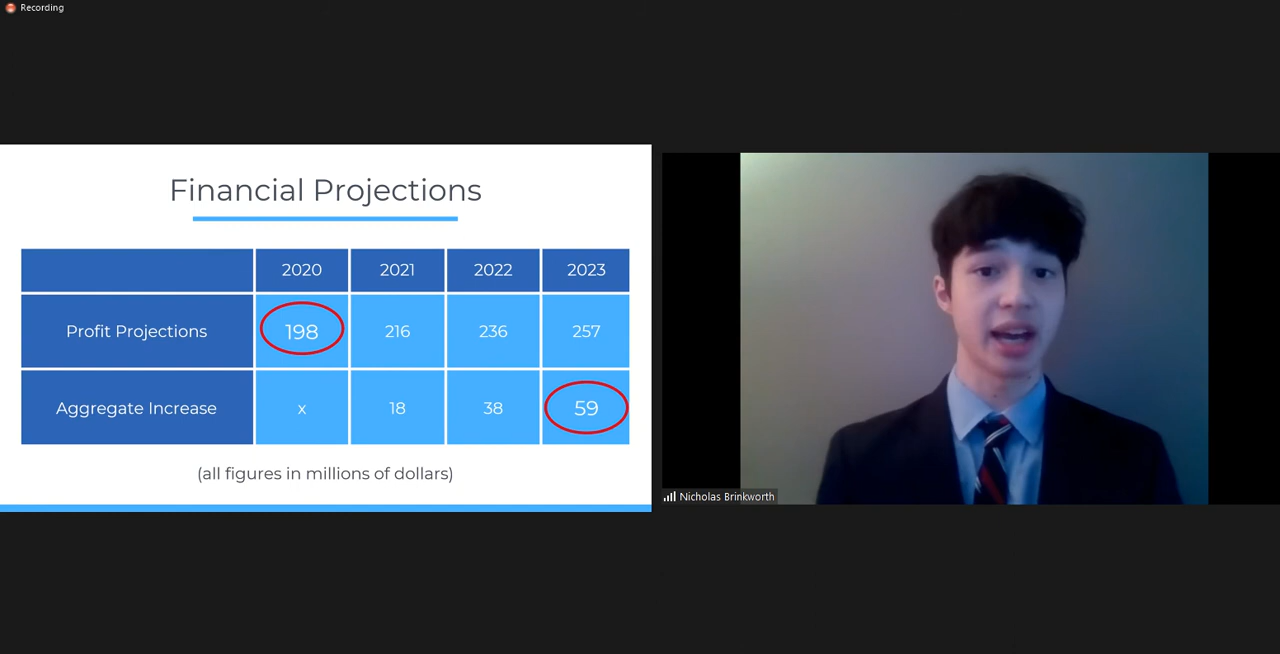 Recording
Financial Projections
2020 2021 2022 2023
Profit Projections 198 216 236 257
Aggregate Increase x 18 38 59
(all figures in millions of dollars)
Nicholas Brinkworth